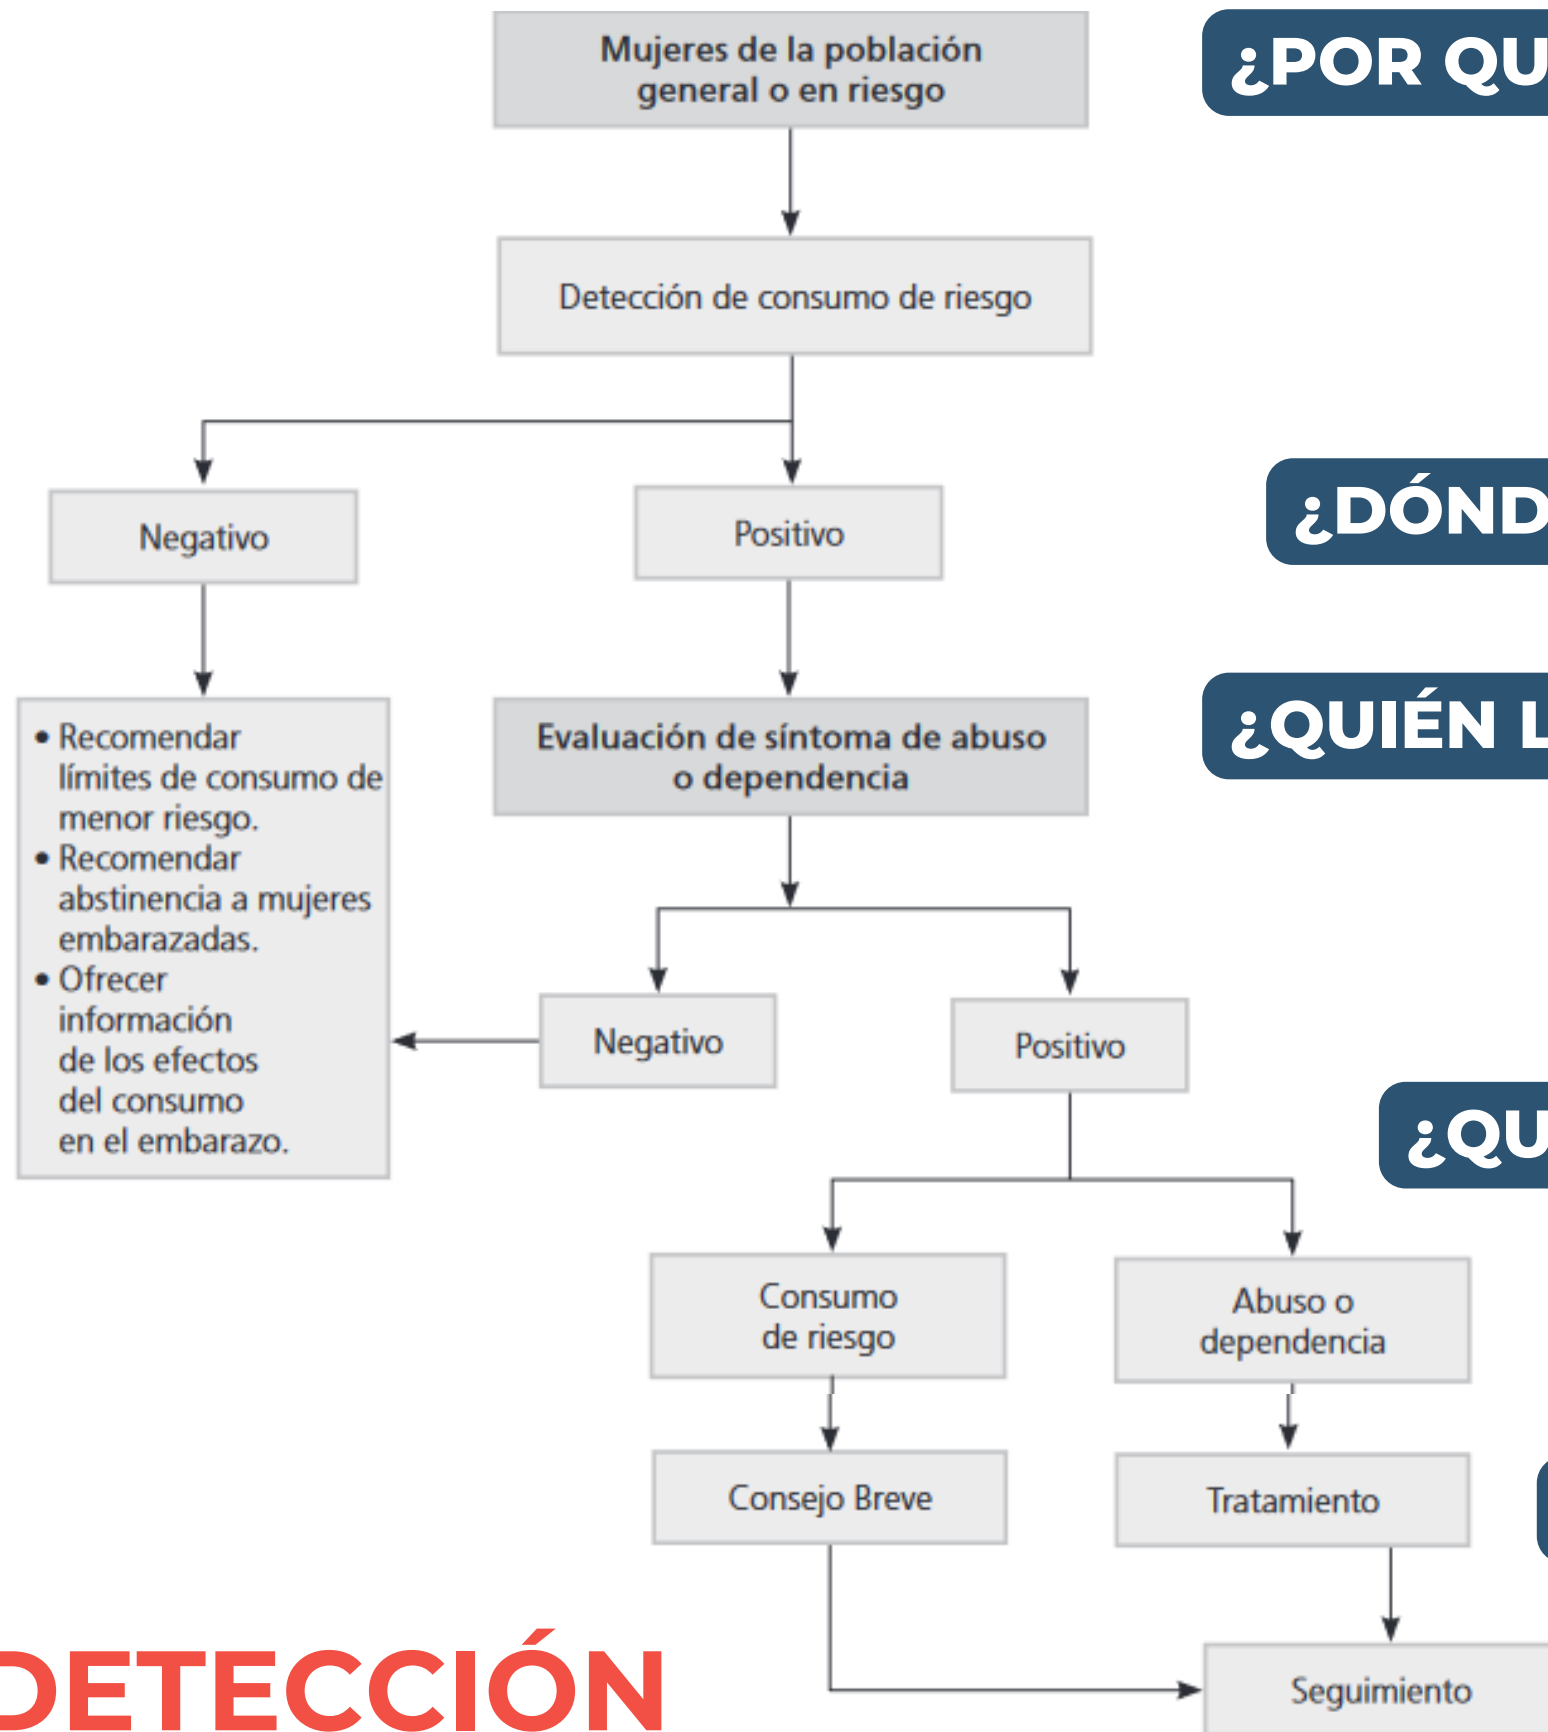 Mujeres de la población
general o en riesgo
¿POR QU
Detección de consumo de riesgo
¿DÓND
Negativo
Positivo
¿QUIÉN L
• Recomendar
límites de consumo de
menor riesgo.
• Recomendar
abstinencia a mujeres
embarazadas.
• Ofrecer
información
de los efectos
del consumo
en el embarazo.
Evaluación de síntoma de abuso
o dependencia
Negativo
Positivo
¿QU
Consumo
de riesgo
Abuso o
dependencia
Consejo Breve
Tratamiento
Seguimiento
DETECCIÓN